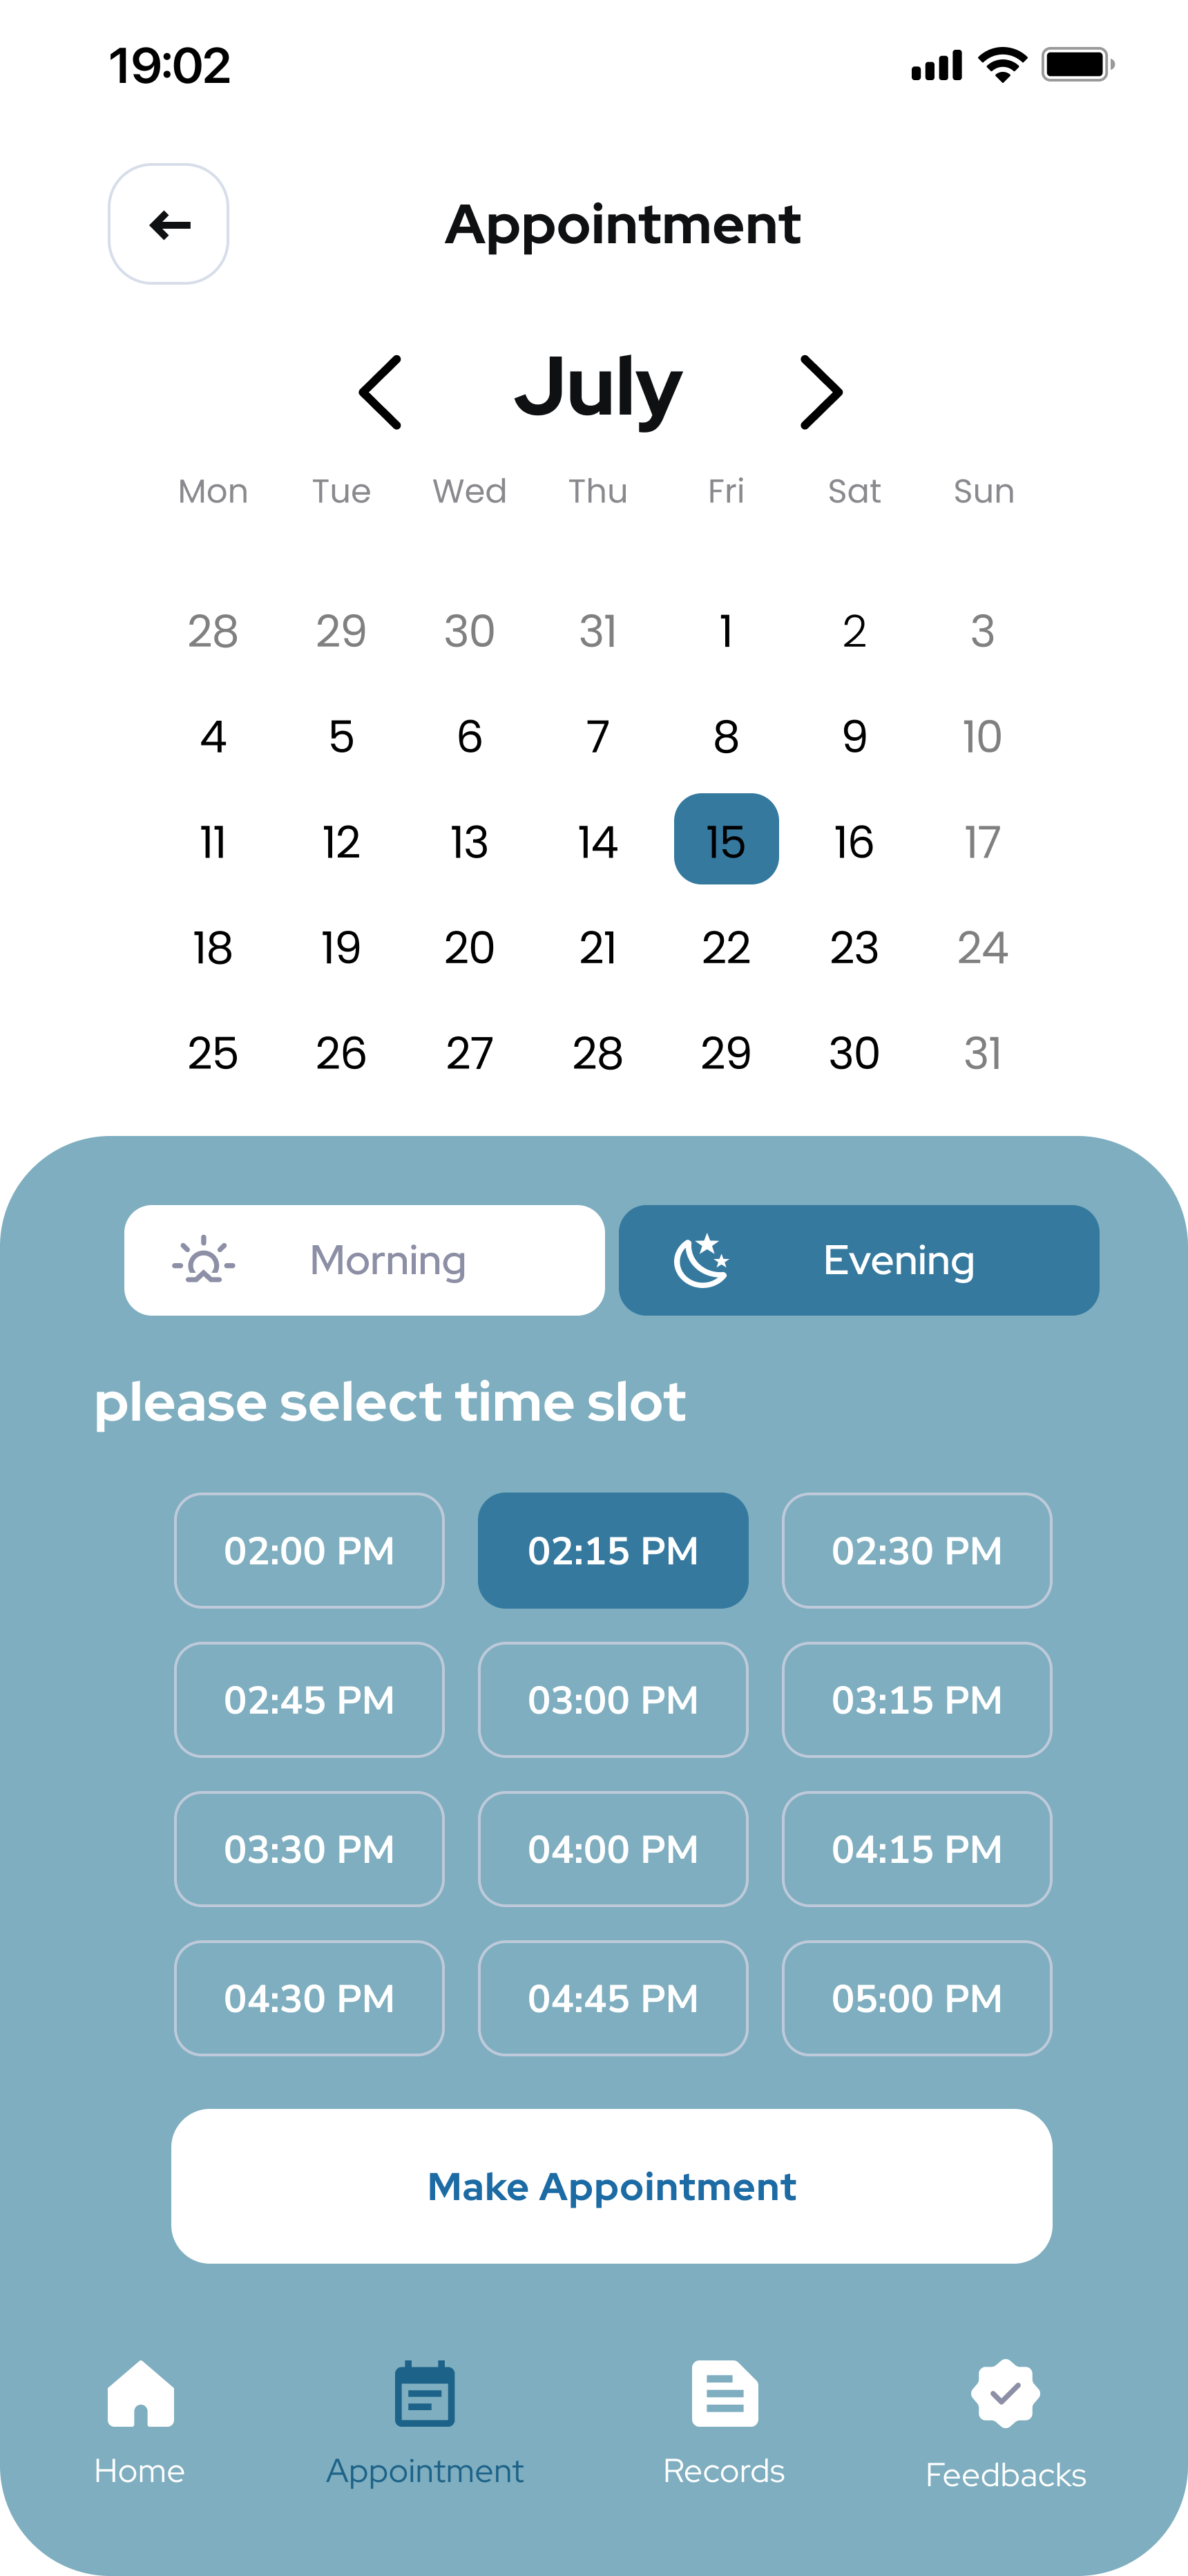 19:02
Appointment
July
Mon Tue Wed Thu Fri Sat Sun
28 29 30 31 1 2 3
4 5 6 7 8 9 10
11 12 13 14 15 16 17
18 19 20 21 22 23 24
25 26 27 28 29 30 31
Morning Evening
please select time slot
02:00 PM 02:15 PM 02:30 PM
02:45 PM 03:00 PM 03:15 PM
03:30 PM 04:00 PM 04:15 PM
04:30 PM 04:45 PM 05:00 PM
Make Appointment
Home Appointment Records Feedbacks